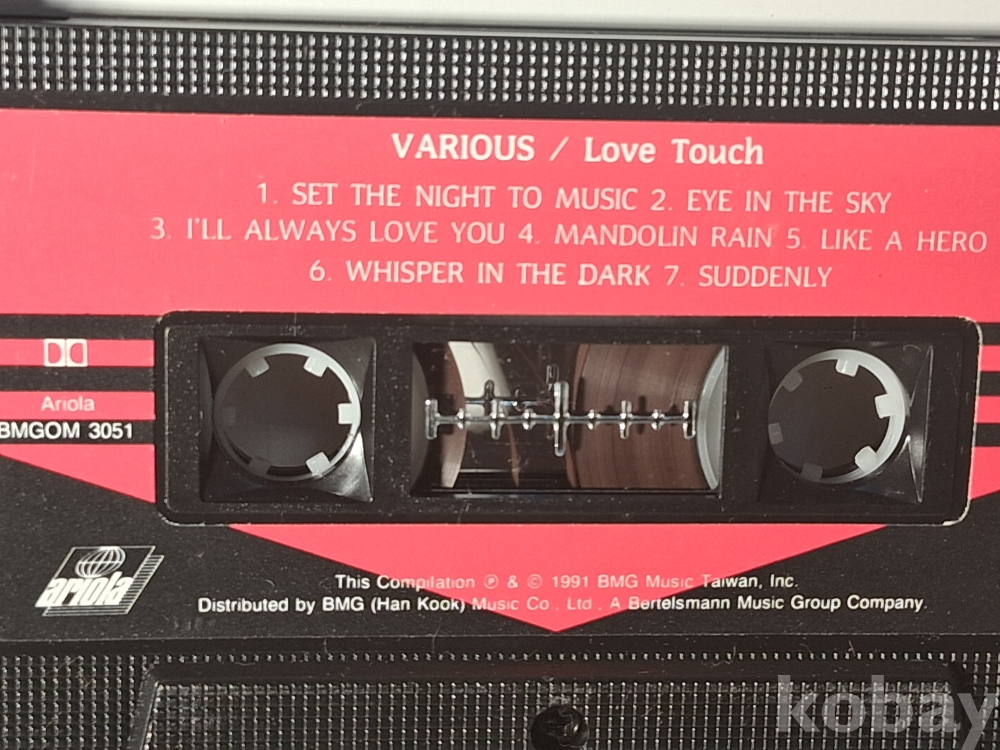 VARIOUS / Love Touch
1. SET THE NIGHT TO MUSIC 2. EYE IN THE SKY
3. I'LL ALWAYS LOVE YOU 4. MANDOLIN RAIN 5. LIKE A HERO
6. WHISPER IN THE DARK 7. SUDDENLY
Ariola
BMGOM 3051
ariola
This Compilation ℗ & © 1991 BMG Music Taiwan, Inc.
Distributed by BMG (Han Kook) Music Co., Ltd. A Bertelsmann Music Group Company.
kobay